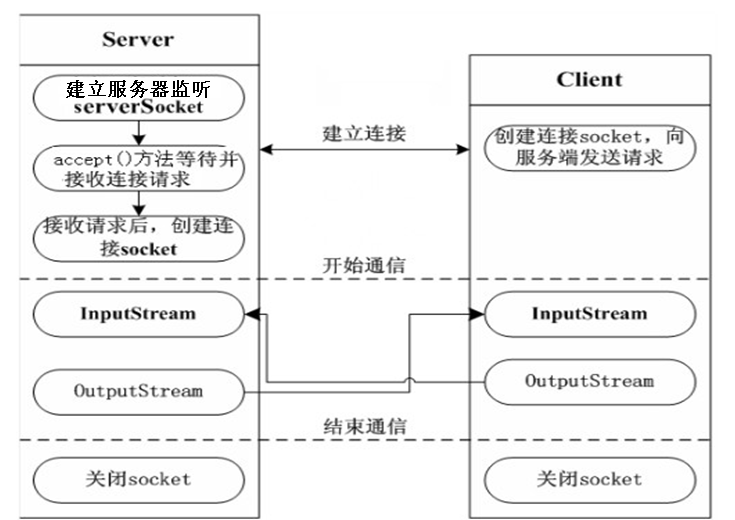 Server
建立服务器监听
serverSocket
accept()方法等待并
接收连接请求
接收请求后，创建连
接socket
建立连接
Client
创建连接socket，向
服务端发送请求
开始通信
InputStream
OutputStream
InputStream
OutputStream
结束通信
关闭socket
关闭socket